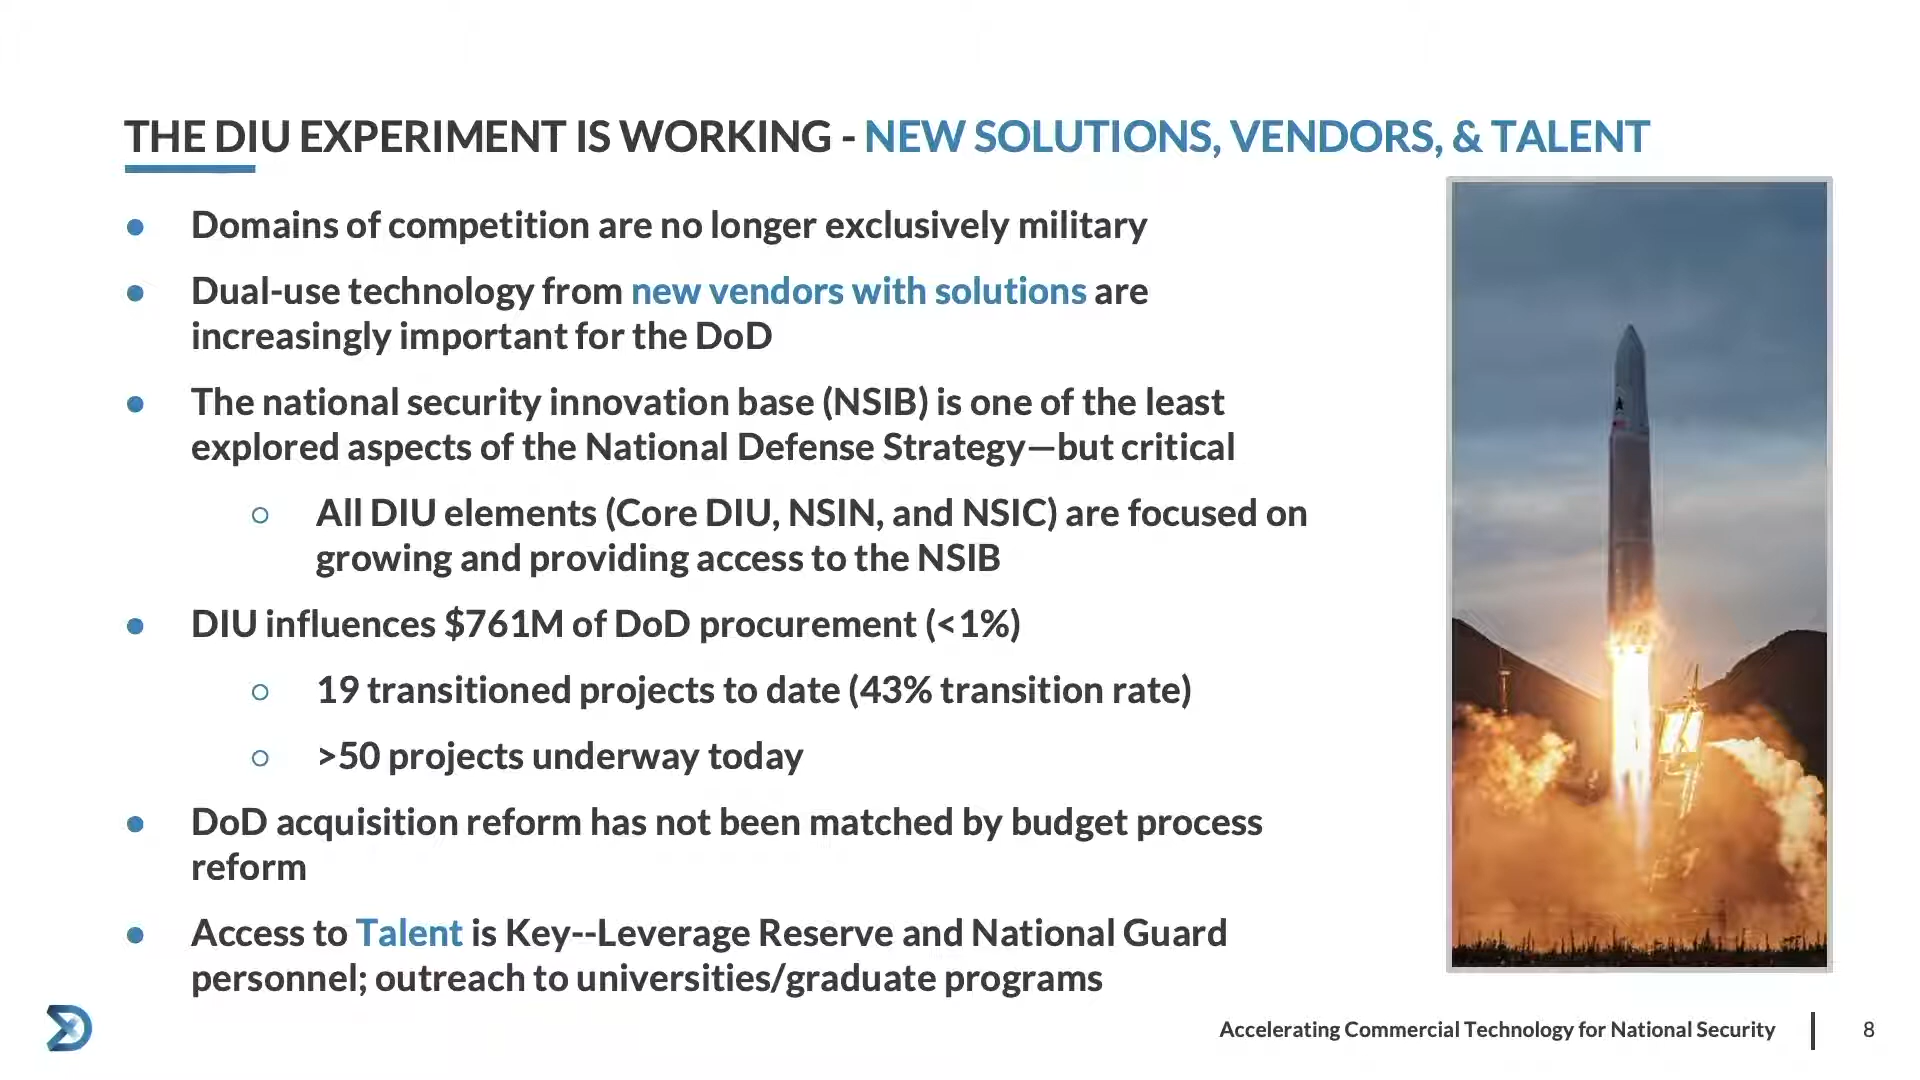 THE DIU EXPERIMENT IS WORKING - NEW SOLUTIONS, VENDORS, & TALENT
● Domains of competition are no longer exclusively military
● Dual-use technology from new vendors with solutions are
increasingly important for the DoD
● The national security innovation base (NSIB) is one of the least
explored aspects of the National Defense Strategy—but critical
○ All DIU elements (Core DIU, NSIN, and NSIC) are focused on
growing and providing access to the NSIB
● DIU influences $761M of DoD procurement (<1%)
○ 19 transitioned projects to date (43% transition rate)
○ >50 projects underway today
● DoD acquisition reform has not been matched by budget process
reform
● Access to Talent is Key--Leverage Reserve and National Guard
personnel; outreach to universities/graduate programs
Accelerating Commercial Technology for National Security | 8